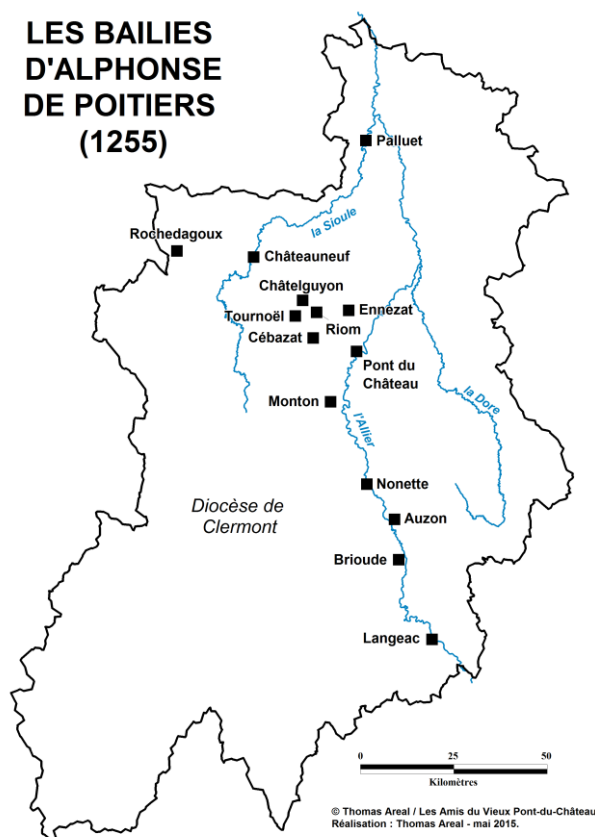 LES BAILIES
D'ALPHONSE
DE POITIERS
(1255)
Palluet
la Sioule
Rochedagoux
Châteauneuf
Châtelguyon
Tournoël
Ennezat
Riom
Cébazat
Pont du
Château
la Dore
Monton
l'Allier
Nonette
Diocèse de
Clermont
Auzon
Brioude
Langeac
0 25 50
Kilomètres
© Thomas Areal / Les Amis du Vieux Pont-du-Château
Réalisation : Thomas Areal - mai 2015.